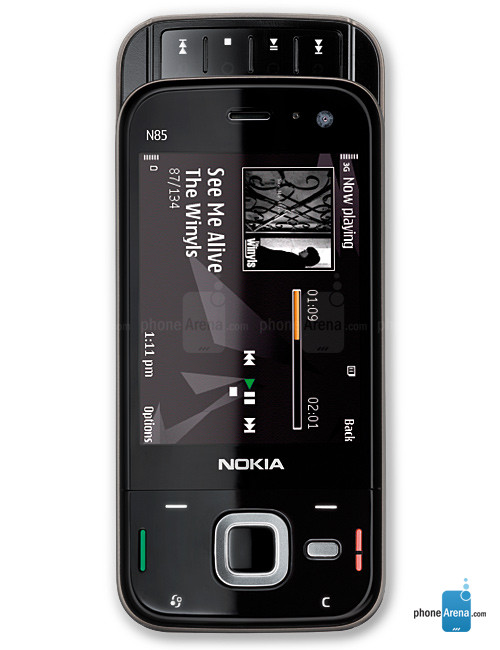 N85
3G Now playing
Winyls
See Me Alive
The Winyls
87/134
01:09
02:01
1:11 pm
Options
Back
phoneArena.com
phoneArena.com
NOKIA
C
phoneArena.com